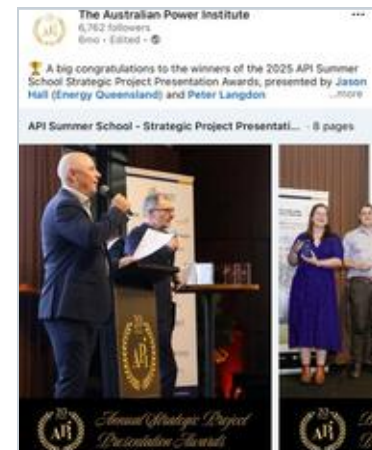 The Australian Power Institute
6,762 followers
6mo • Edited •
🏆 A big congratulations to the winners of the 2025 API Summer
School Strategic Project Presentation Awards, presented by Jason
Hall (Energy Queensland) and Peter Langdon ...more
API Summer School - Strategic Project Presentati... · 8 pages
API
Annual Strategic Project
Presentation Awards
API